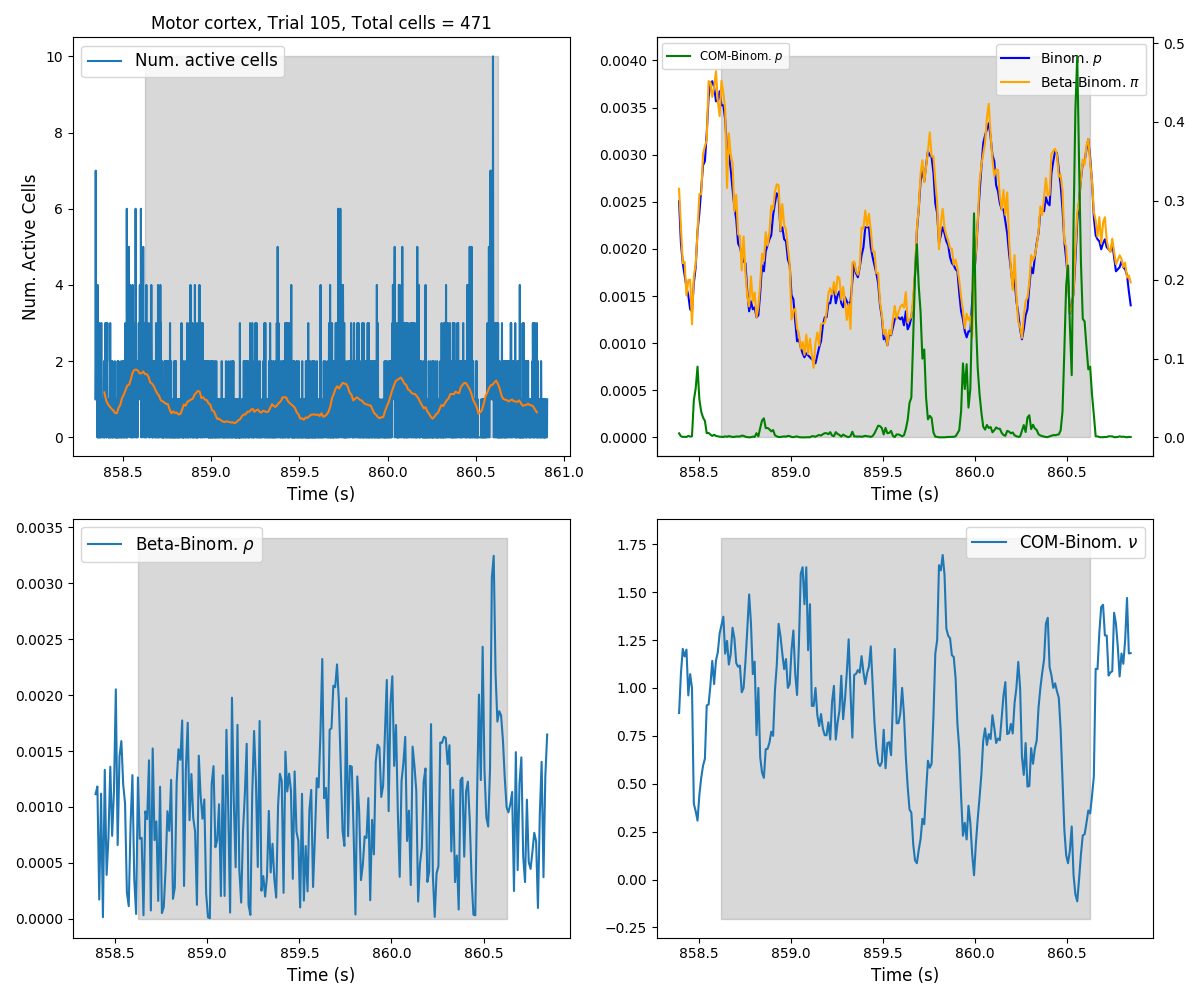 Motor cortex, Trial 105, Total cells = 471
Num. active cells
Num. Active Cells
10
8
6
4
2
0
858.5 859.0 859.5 860.0 860.5 861.0
Time (s)
COM-Binom. p
Binom. p
Beta-Binom. π
0.0040
0.0035
0.0030
0.0025
0.0020
0.0015
0.0010
0.0005
0.0000
0.5
0.4
0.3
0.2
0.1
0.0
858.5 859.0 859.5 860.0 860.5
Time (s)
Beta-Binom. ρ
0.0035
0.0030
0.0025
0.0020
0.0015
0.0010
0.0005
0.0000
858.5 859.0 859.5 860.0 860.5
Time (s)
COM-Binom. ν
1.75
1.50
1.25
1.00
0.75
0.50
0.25
0.00
−0.25
858.5 859.0 859.5 860.0 860.5
Time (s)